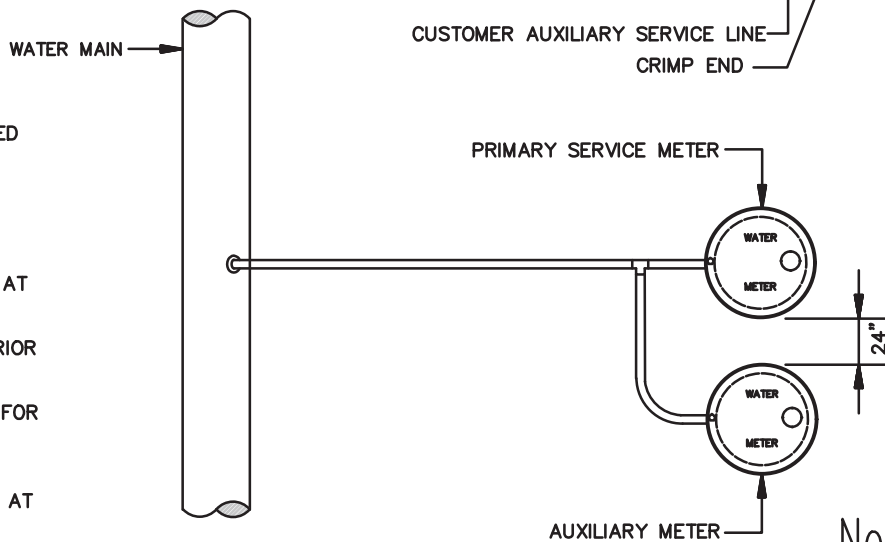 CUSTOMER AUXILIARY SERVICE LINE
WATER MAIN
CRIMP END
ED
PRIMARY SERVICE METER
WATER
METER
AT
24"
RIOR
WATER
METER
FOR
AT
AUXILIARY METER
No